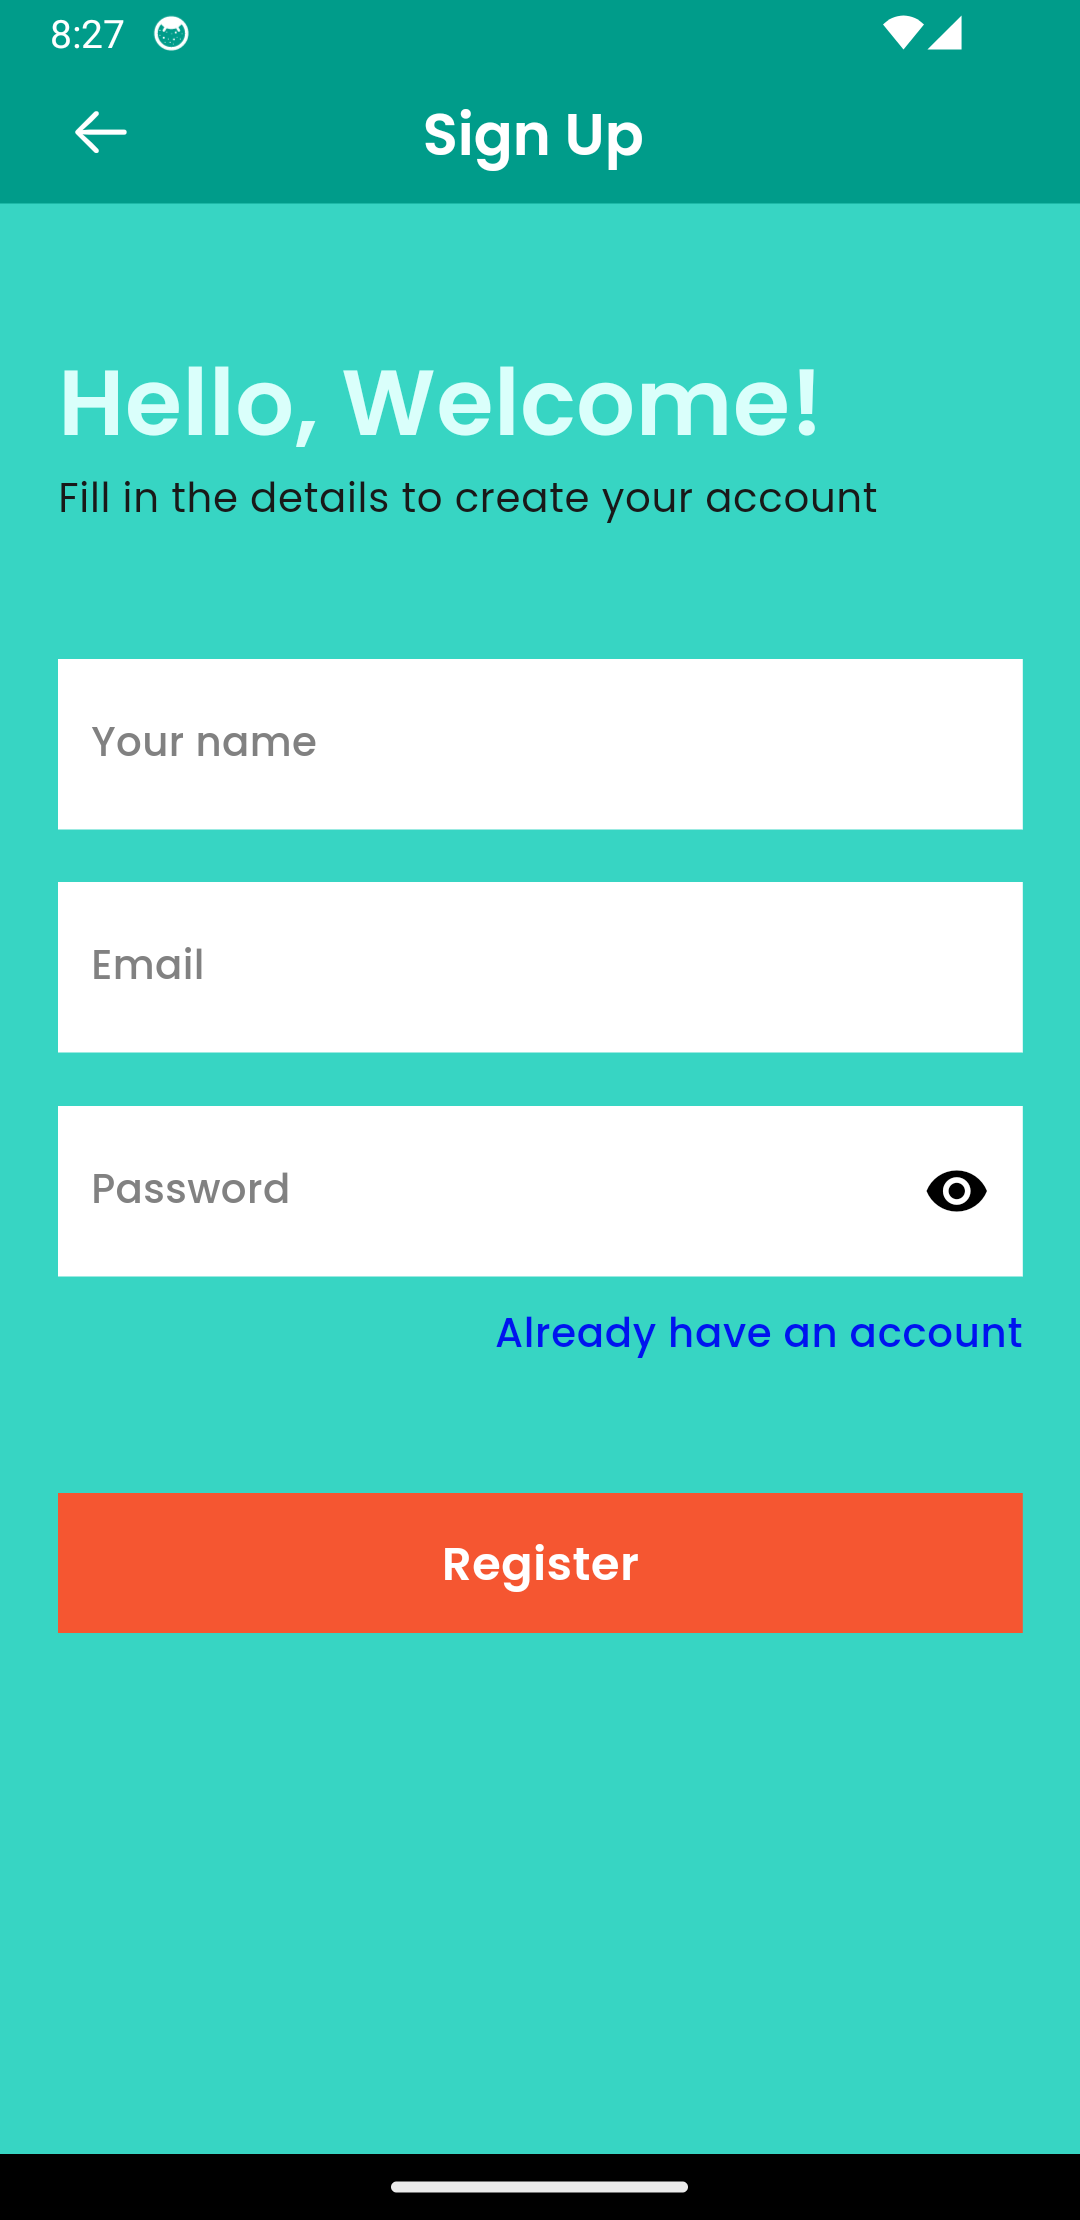 8:27
Sign Up
Hello, Welcome!
Fill in the details to create your account
Your name
Email
Password
Already have an account
Register